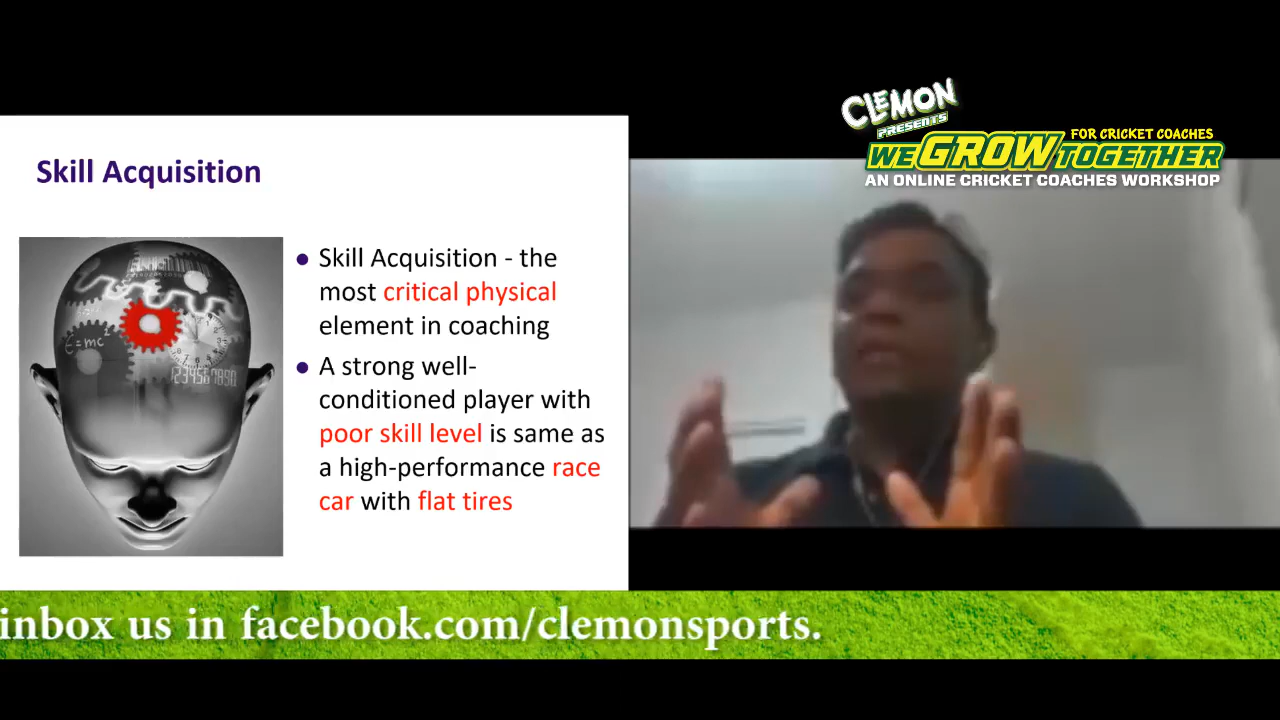 CLEMON
PRESENTS
FOR CRICKET COACHES
WE GROW TOGETHER
AN ONLINE CRICKET COACHES WORKSHOP
Skill Acquisition
E=mc²
● Skill Acquisition - the
most critical physical
element in coaching
● A strong well-
conditioned player with
poor skill level is same as
a high-performance race
car with flat tires
inbox us in facebook.com/clemonsports.